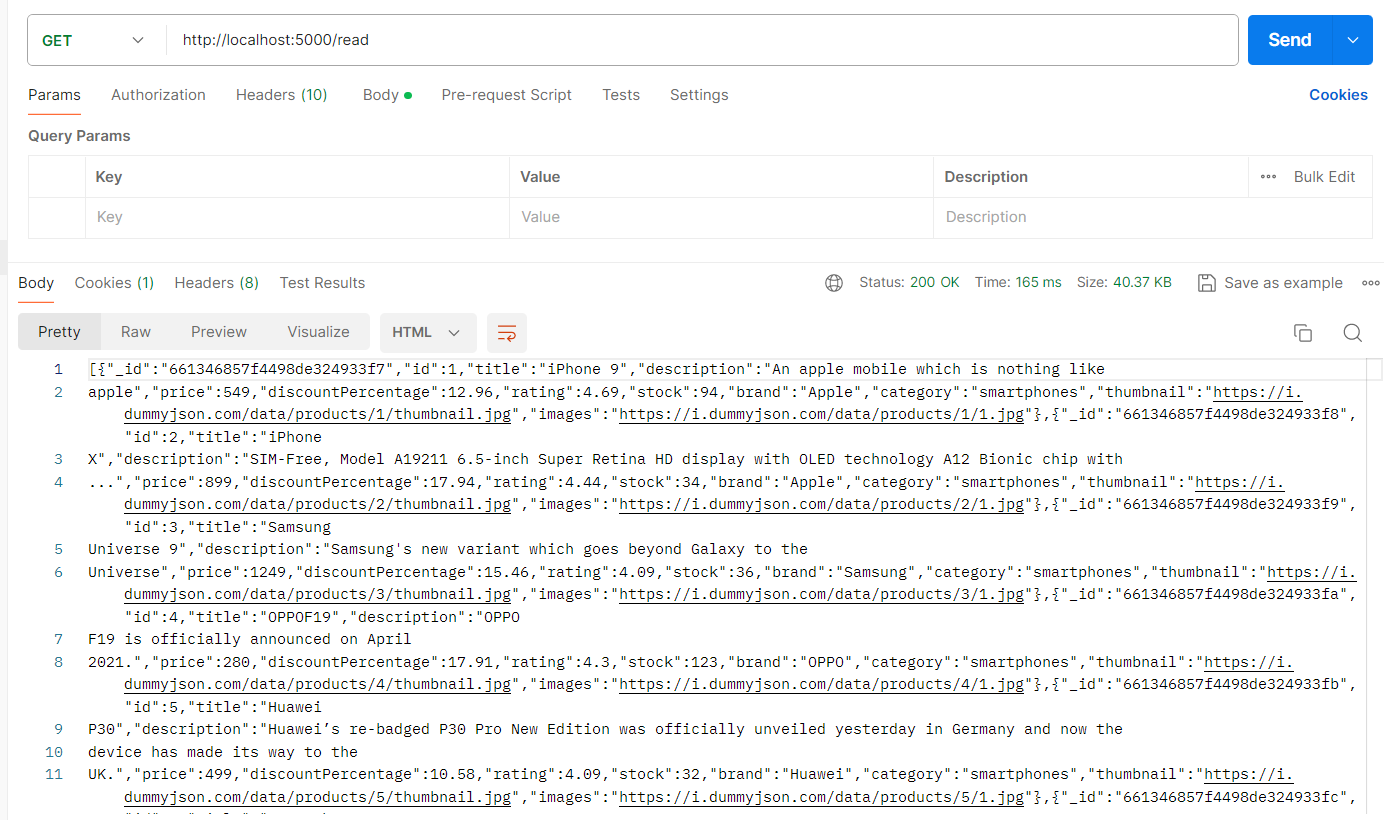 GET http://localhost:5000/read Send
Params Authorization Headers (10) Body Pre-request Script Tests Settings Cookies
Query Params
Key Value Description Bulk Edit
Key Value Description
Body Cookies (1) Headers (8) Test Results Status: 200 OK Time: 165 ms Size: 40.37 KB Save as example
Pretty Raw Preview Visualize HTML
1 [{"_id":"661346857f4498de324933f7","id":1,"title":"iPhone 9","description":"An apple mobile which is nothing like
2 apple","price":549,"discountPercentage":12.96,"rating":4.69,"stock":94,"brand":"Apple","category":"smartphones","thumbnail":"https://i.
dummyjson.com/data/products/1/thumbnail.jpg","images":"https://i.dummyjson.com/data/products/1/1.jpg"},{"_id":"661346857f4498de324933f8",
"id":2,"title":"iPhone
3 X","description":"SIM-Free, Model A19211 6.5-inch Super Retina HD display with OLED technology A12 Bionic chip with
4 ...","price":899,"discountPercentage":17.94,"rating":4.44,"stock":34,"brand":"Apple","category":"smartphones","thumbnail":"https://i.
dummyjson.com/data/products/2/thumbnail.jpg","images":"https://i.dummyjson.com/data/products/2/1.jpg"},{"_id":"661346857f4498de324933f9",
"id":3,"title":"Samsung
5 Universe 9","description":"Samsung's new variant which goes beyond Galaxy to the
6 Universe","price":1249,"discountPercentage":15.46,"rating":4.09,"stock":36,"brand":"Samsung","category":"smartphones","thumbnail":"https://i.
dummyjson.com/data/products/3/thumbnail.jpg","images":"https://i.dummyjson.com/data/products/3/1.jpg"},{"_id":"661346857f4498de324933fa",
"id":4,"title":"OPPOF19","description":"OPPO
7 F19 is officially announced on April
8 2021.","price":280,"discountPercentage":17.91,"rating":4.3,"stock":123,"brand":"OPPO","category":"smartphones","thumbnail":"https://i.
dummyjson.com/data/products/4/thumbnail.jpg","images":"https://i.dummyjson.com/data/products/4/1.jpg"},{"_id":"661346857f4498de324933fb",
"id":5,"title":"Huawei
9 P30","description":"Huawei’s re-badged P30 Pro New Edition was officially unveiled yesterday in Germany and now the
10 device has made its way to the
11 UK.","price":499,"discountPercentage":10.58,"rating":4.09,"stock":32,"brand":"Huawei","category":"smartphones","thumbnail":"https://i.
dummyjson.com/data/products/5/thumbnail.jpg","images":"https://i.dummyjson.com/data/products/5/1.jpg"},{"_id":"661346857f4498de324933fc",